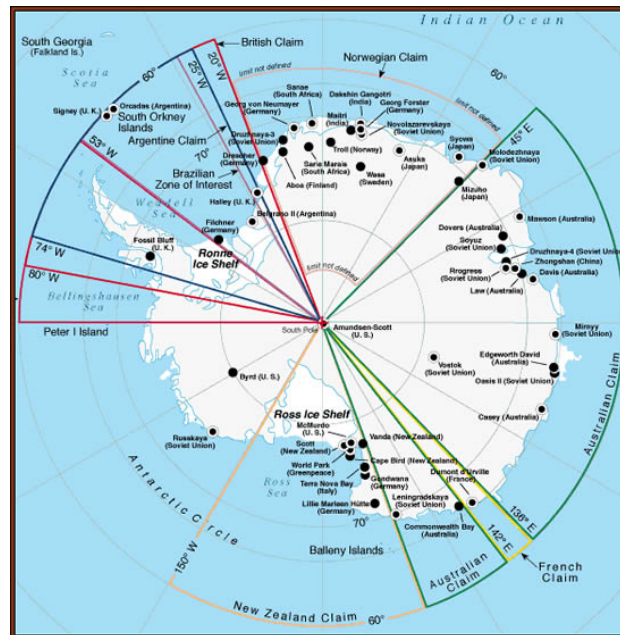 Indian Ocean
South Georgia
(Falkland Is.)
British Claim
Norwegian Claim
Scotia
Sea
60°
25° W
20° W
limit not defined
60°
Sanae
(South Africa)
Dakshin Gangotri
(India)
Georg von Neumayer
(Germany)
Maitri
(India)
Georg Forster
(Germany)
Novolazarevskaya
(Soviet Union)
limit not defined
45° E
Orcadas (Argentina)
Signey (U. K.)
South Orkney
Islands
Argentine Claim
70°
Druzhnaya-3
(Soviet Union)
Troll (Norway)
Sycwa
(Japan)
Molodezhnaya
(Soviet Union)
53° W
Brazilian
Zone of Interest
Drescher
(Germany)
Sarie Marais
(South Africa)
Asuka
(Japan)
Aboa (Finland)
Wasa
(Sweden)
Mizuho
(Japan)
Weddell
Sea
Halley (U. K.)
Belgrano II (Argentina)
Mawson (Australia)
Filchner
(Germany)
Dovers (Australia)
Soyuz
(Soviet Union)
Druzhnaya-4 (Soviet Union)
Zhongshan (China)
Fossil Bluff
(U. K.)
Ronne
Ice Shelf
limit not defined
Rrogress
(Soviet Union)
Davis (Australia)
Law (Australia)
74° W
80° W
Bellingshausen
Sea
Peter I Island
South Pole
Amundsen-Scott
(U. S.)
Mirnyy
(Soviet Union)
Vostok
(Soviet Union)
Edgeworth David
(Australia)
Oasis II (Soviet Union)
Byrd (U. S.)
Casey (Australia)
Australian Claim
Ross Ice Shelf
Russkaya
(Soviet Union)
McMurdo
(U. S.)
Scott
(New Zealand)
Vanda (New Zealand)
Cape Bird (New Zealand)
World Park
(Greenpeace)
Gondwana
(Germany)
Dumont d'Urville
(France)
Ross
Sea
Terra Nova Bay
(Italy)
Leningradskaya
(Soviet Union)
Lillie Marleen Hütte
(Germany)
Commonwealth Bay
(Australia)
136° E
142° E
Antarctic Circle
70°
Balleny Islands
150° W
Australian
Claim
French
Claim
New Zealand Claim
60°